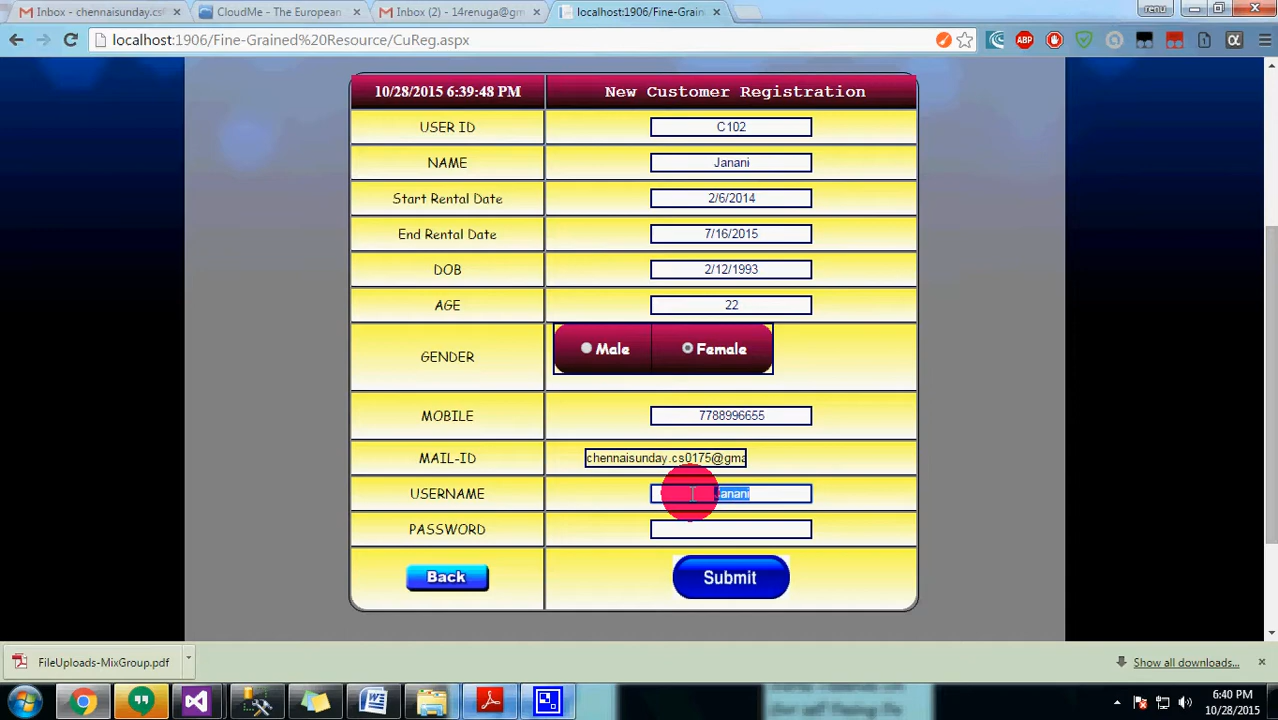 Inbox - chennaisunday.cs
CloudMe - The European
Inbox (2) - 14renuga@gm
localhost:1906/Fine-Grain
renu
localhost:1906/Fine-Grained%20Resource/CuReg.aspx
ABP
10/28/2015 6:39:48 PM
New Customer Registration
USER ID
C102
NAME
Janani
Start Rental Date
2/6/2014
End Rental Date
7/16/2015
DOB
2/12/1993
AGE
22
GENDER
Male
Female
MOBILE
7788996655
MAIL-ID
chennaisunday.cs0175@gma
USERNAME
Janani
PASSWORD
Back
Submit
FileUploads-MixGroup.pdf
Show all downloads...
6:40 PM
10/28/2015